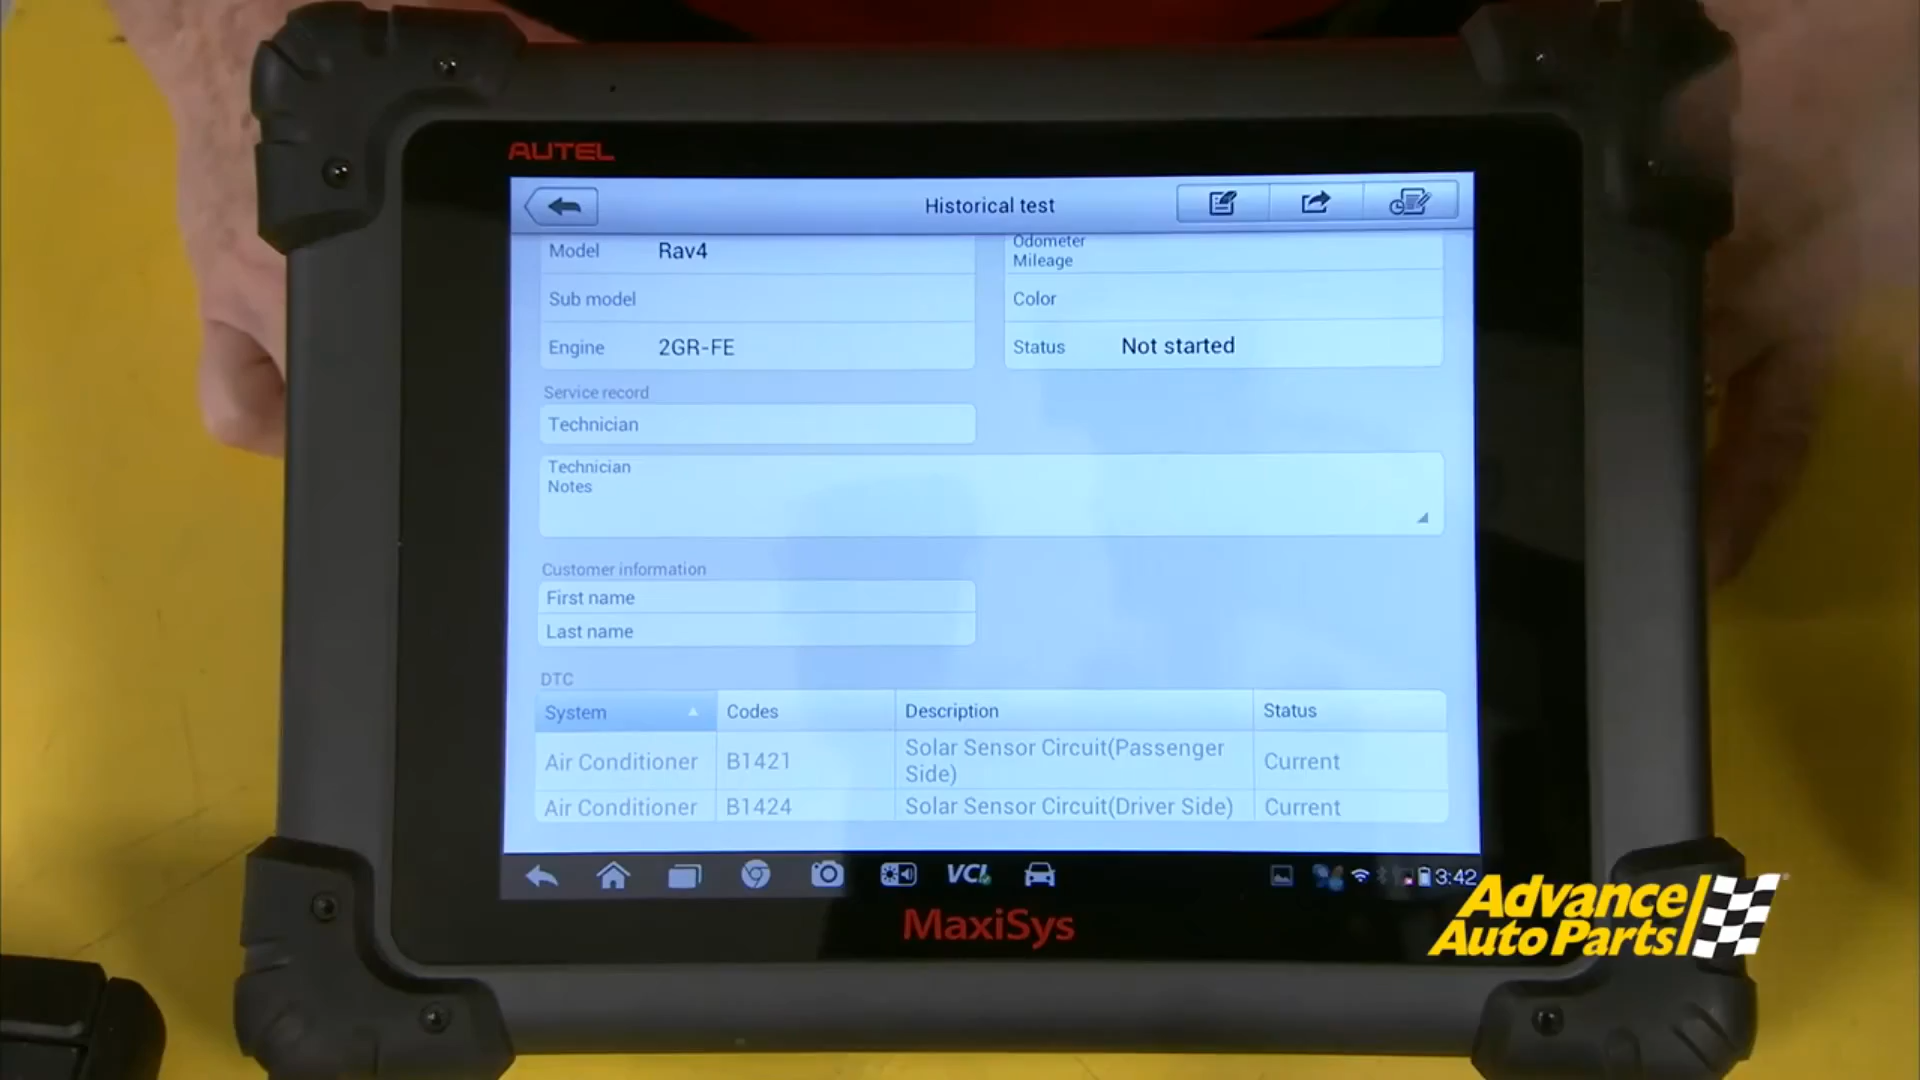 AUTEL
Historical test
Model Rav4
Odometer
Mileage
Sub model
Color
Engine 2GR-FE
Status Not started
Service record
Technician
Technician
Notes
Customer information
First name
Last name
DTC
System Codes Description Status
Air Conditioner B1421 Solar Sensor Circuit(Passenger
Side) Current
Air Conditioner B1424 Solar Sensor Circuit(Driver Side) Current
VCI
3:42
MaxiSys
Advance
Auto Parts